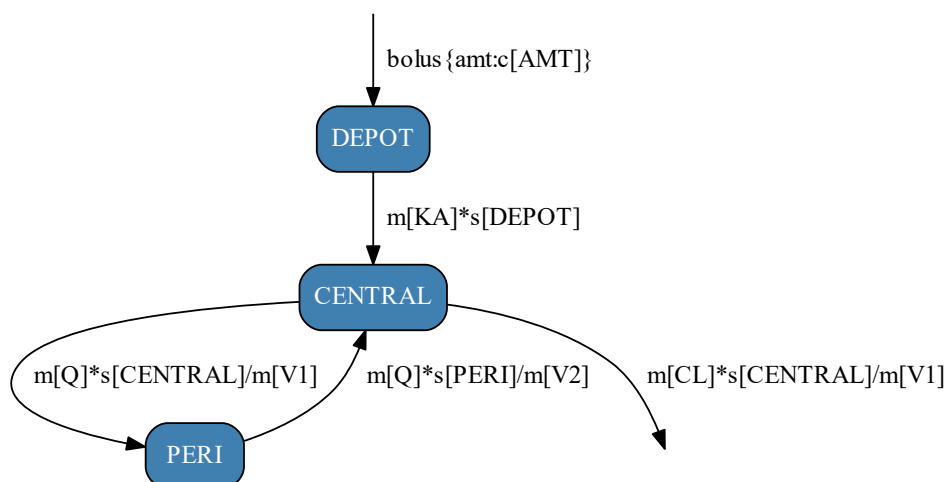 bolus{amt:c[AMT]}
DEPOT
m[KA]*s[DEPOT]
CENTRAL
m[Q]*s[CENTRAL]/m[V1]
m[Q]*s[PERI]/m[V2]
m[CL]*s[CENTRAL]/m[V1]
PERI